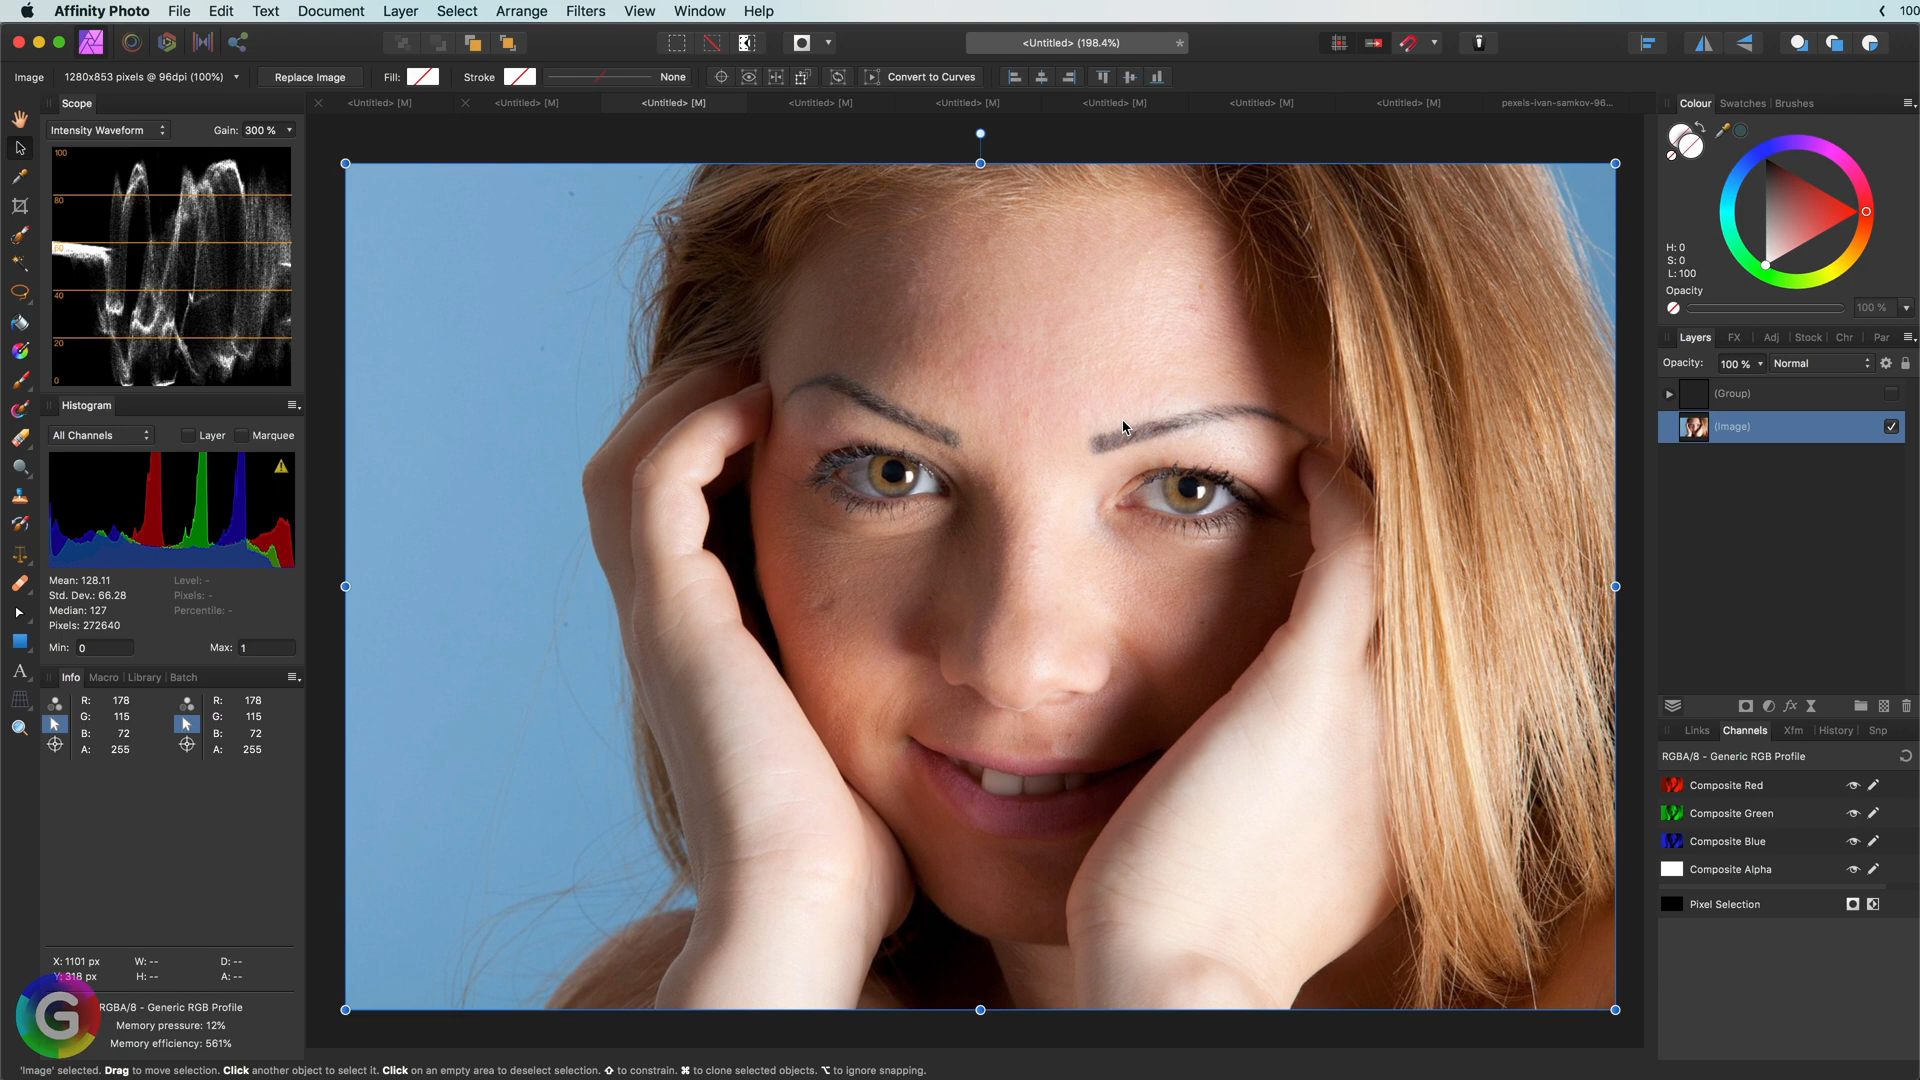 Affinity Photo File Edit Text Document Layer Select Arrange Filters View Window Help 100
<Untitled> (198.4%) *
Image 1280x853 pixels @ 96dpi (100%) Replace Image Fill: Stroke None Convert to Curves
<Untitled> [M] <Untitled> [M] <Untitled> [M] <Untitled> [M] <Untitled> [M] <Untitled> [M] <Untitled> [M] <Untitled> [M] pexels-ivan-samkov-96...
Scope
Intensity Waveform Gain: 300 %
100
80
60
40
20
0
Histogram
All Channels Layer Marquee
Mean: 128.11 Level: -
Std. Dev.: 66.28 Pixels: -
Median: 127 Percentile: -
Pixels: 272640
Min: 0 Max: 1
Info Macro Library Batch
R: 178 R: 178
G: 115 G: 115
B: 72 B: 72
A: 255 A: 255
X: 1101 px W: -- D: --
Y: 318 px H: -- A: --
G
RGBA/8 - Generic RGB Profile
Memory pressure: 12%
Memory efficiency: 561%
Colour Swatches Brushes
H: 0
S: 0
L: 100
Opacity
100 %
Layers FX Adj Stock Chr Par
Opacity: 100 % Normal
(Group)
(Image)
Links Channels Xfm History Snp
RGBA/8 - Generic RGB Profile
Composite Red
Composite Green
Composite Blue
Composite Alpha
Pixel Selection
'Image' selected. Drag to move selection. Click another object to select it. Click on an empty area to deselect selection. ⇧ to constrain. ⌘ to clone selected objects. ⌥ to ignore snapping.